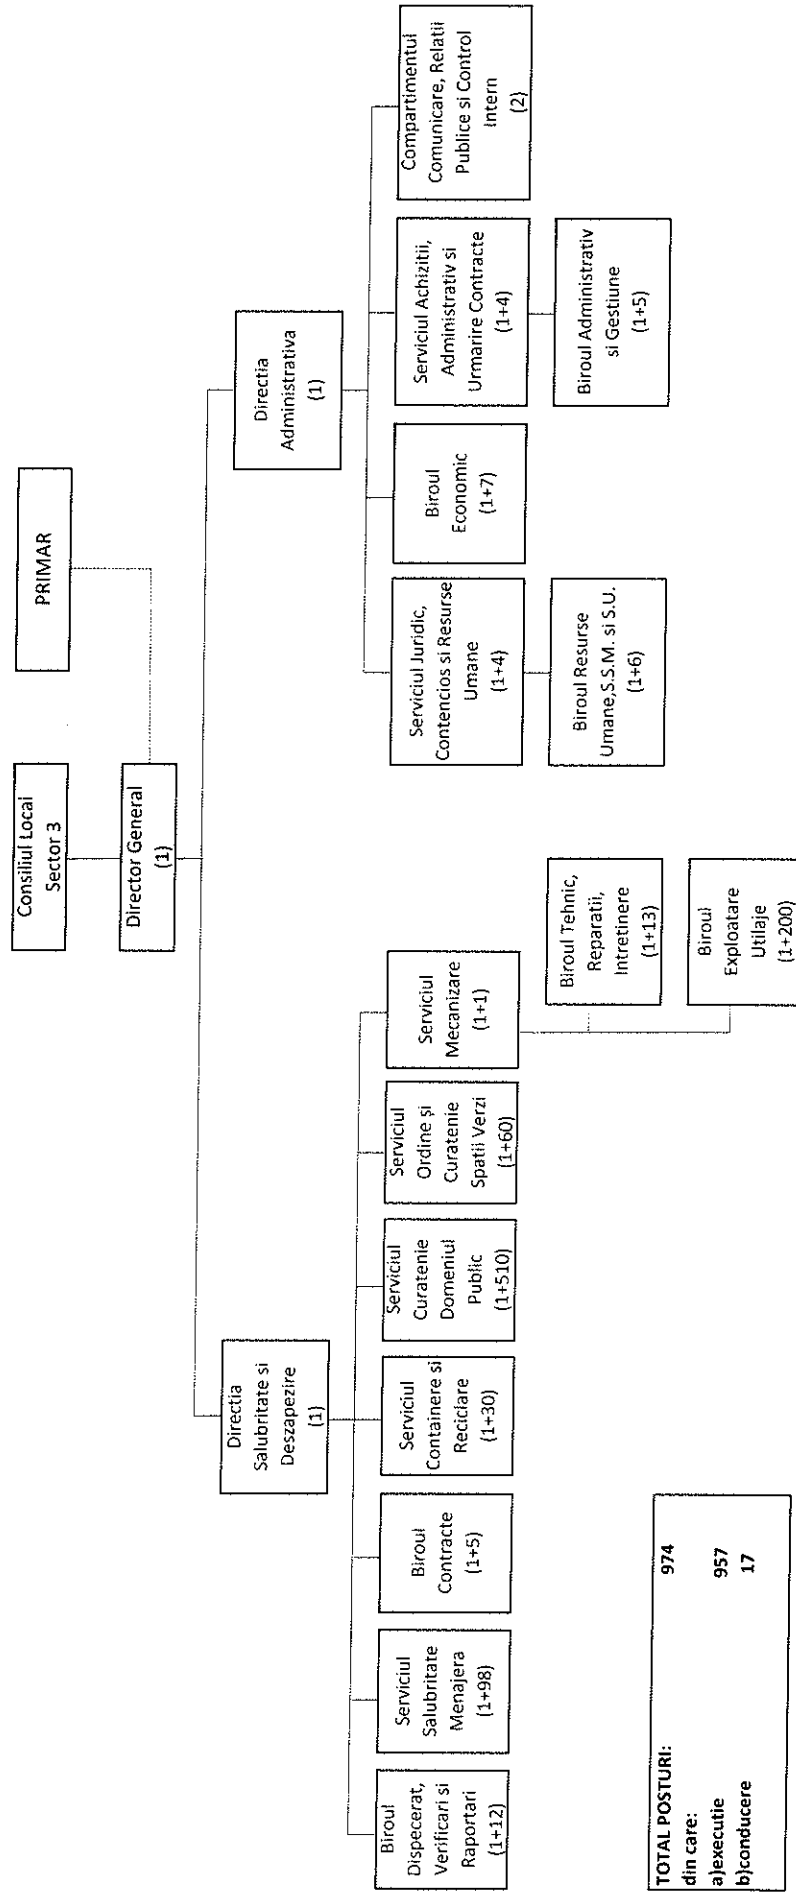 Consiliul Local
Sector 3
PRIMAR
Director General
(1)
Directia
Salubritate si
Deszapezire
(1)
Directia
Administrativa
(1)
Biroul
Dispecerat,
Verificari si
Raportari
(1+12)
Serviciul
Salubritate
Menajera
(1+98)
Biroul
Contracte
(1+5)
Serviciul
Containere si
Reciclare
(1+30)
Serviciul
Curatenie
Domeniul
Public
(1+510)
Serviciul
Ordine și
Curatenie
Spatii Verzi
(1+60)
Serviciul
Mecanizare
(1+1)
Biroul Tehnic,
Reparatii,
Intretinere
(1+13)
Biroul
Exploatare
Utilaje
(1+200)
Serviciul Juridic,
Contencios si Resurse
Umane
(1+4)
Biroul Resurse
Umane,S.S.M. si S.U.
(1+6)
Biroul
Economic
(1+7)
Serviciul Achizitii,
Administrativ si
Urmarire Contracte
(1+4)
Biroul Administrativ
si Gestiune
(1+5)
Compartimentul
Comunicare, Relatii
Publice si Control
Intern
(2)
TOTAL POSTURI: 974
din care:
a)executie 957
b)conducere 17